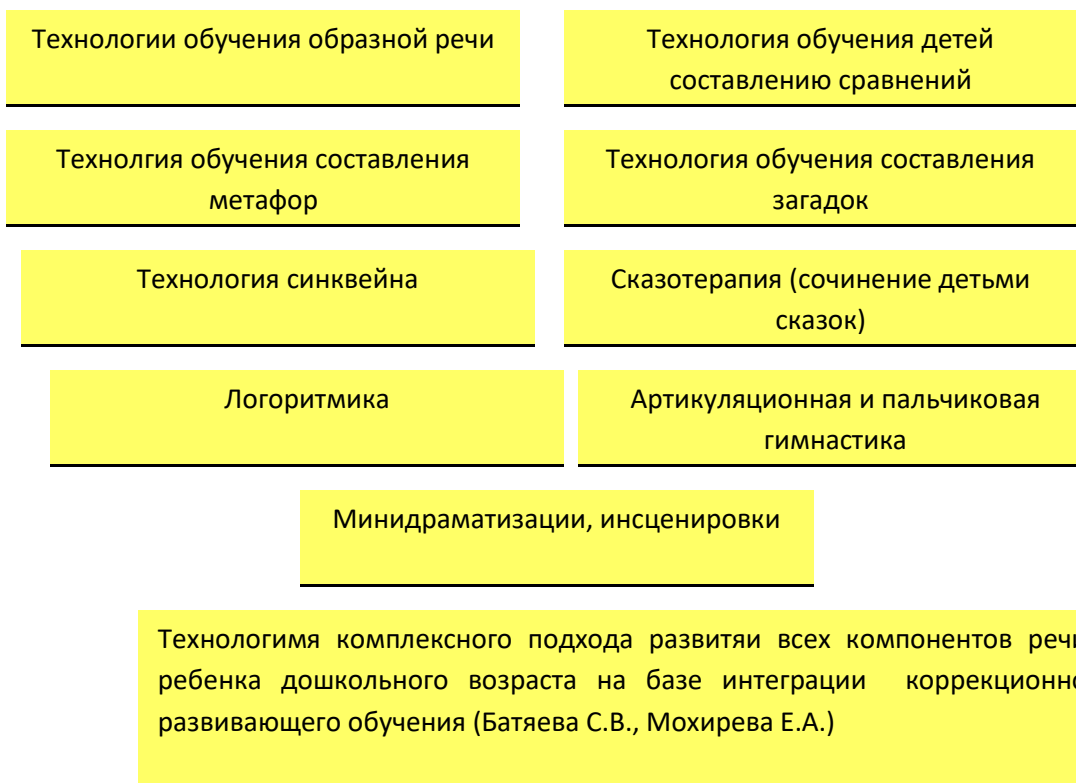 Технологии обучения образной речи
Технология обучения детей
составлению сравнений
Технолгия обучения составления
метафор
Технология обучения составления
загадок
Технология синквейна
Сказотерапия (сочинение детьми
сказок)
Логоритмика
Артикуляционная и пальчиковая
гимнастика
Минидраматизации, инсценировки
Технологимя комплексного подхода развитяи всех компонентов речи
ребенка дошкольного возраста на базе интеграции коррекционно
развивающего обучения (Батяева С.В., Мохирева Е.А.)